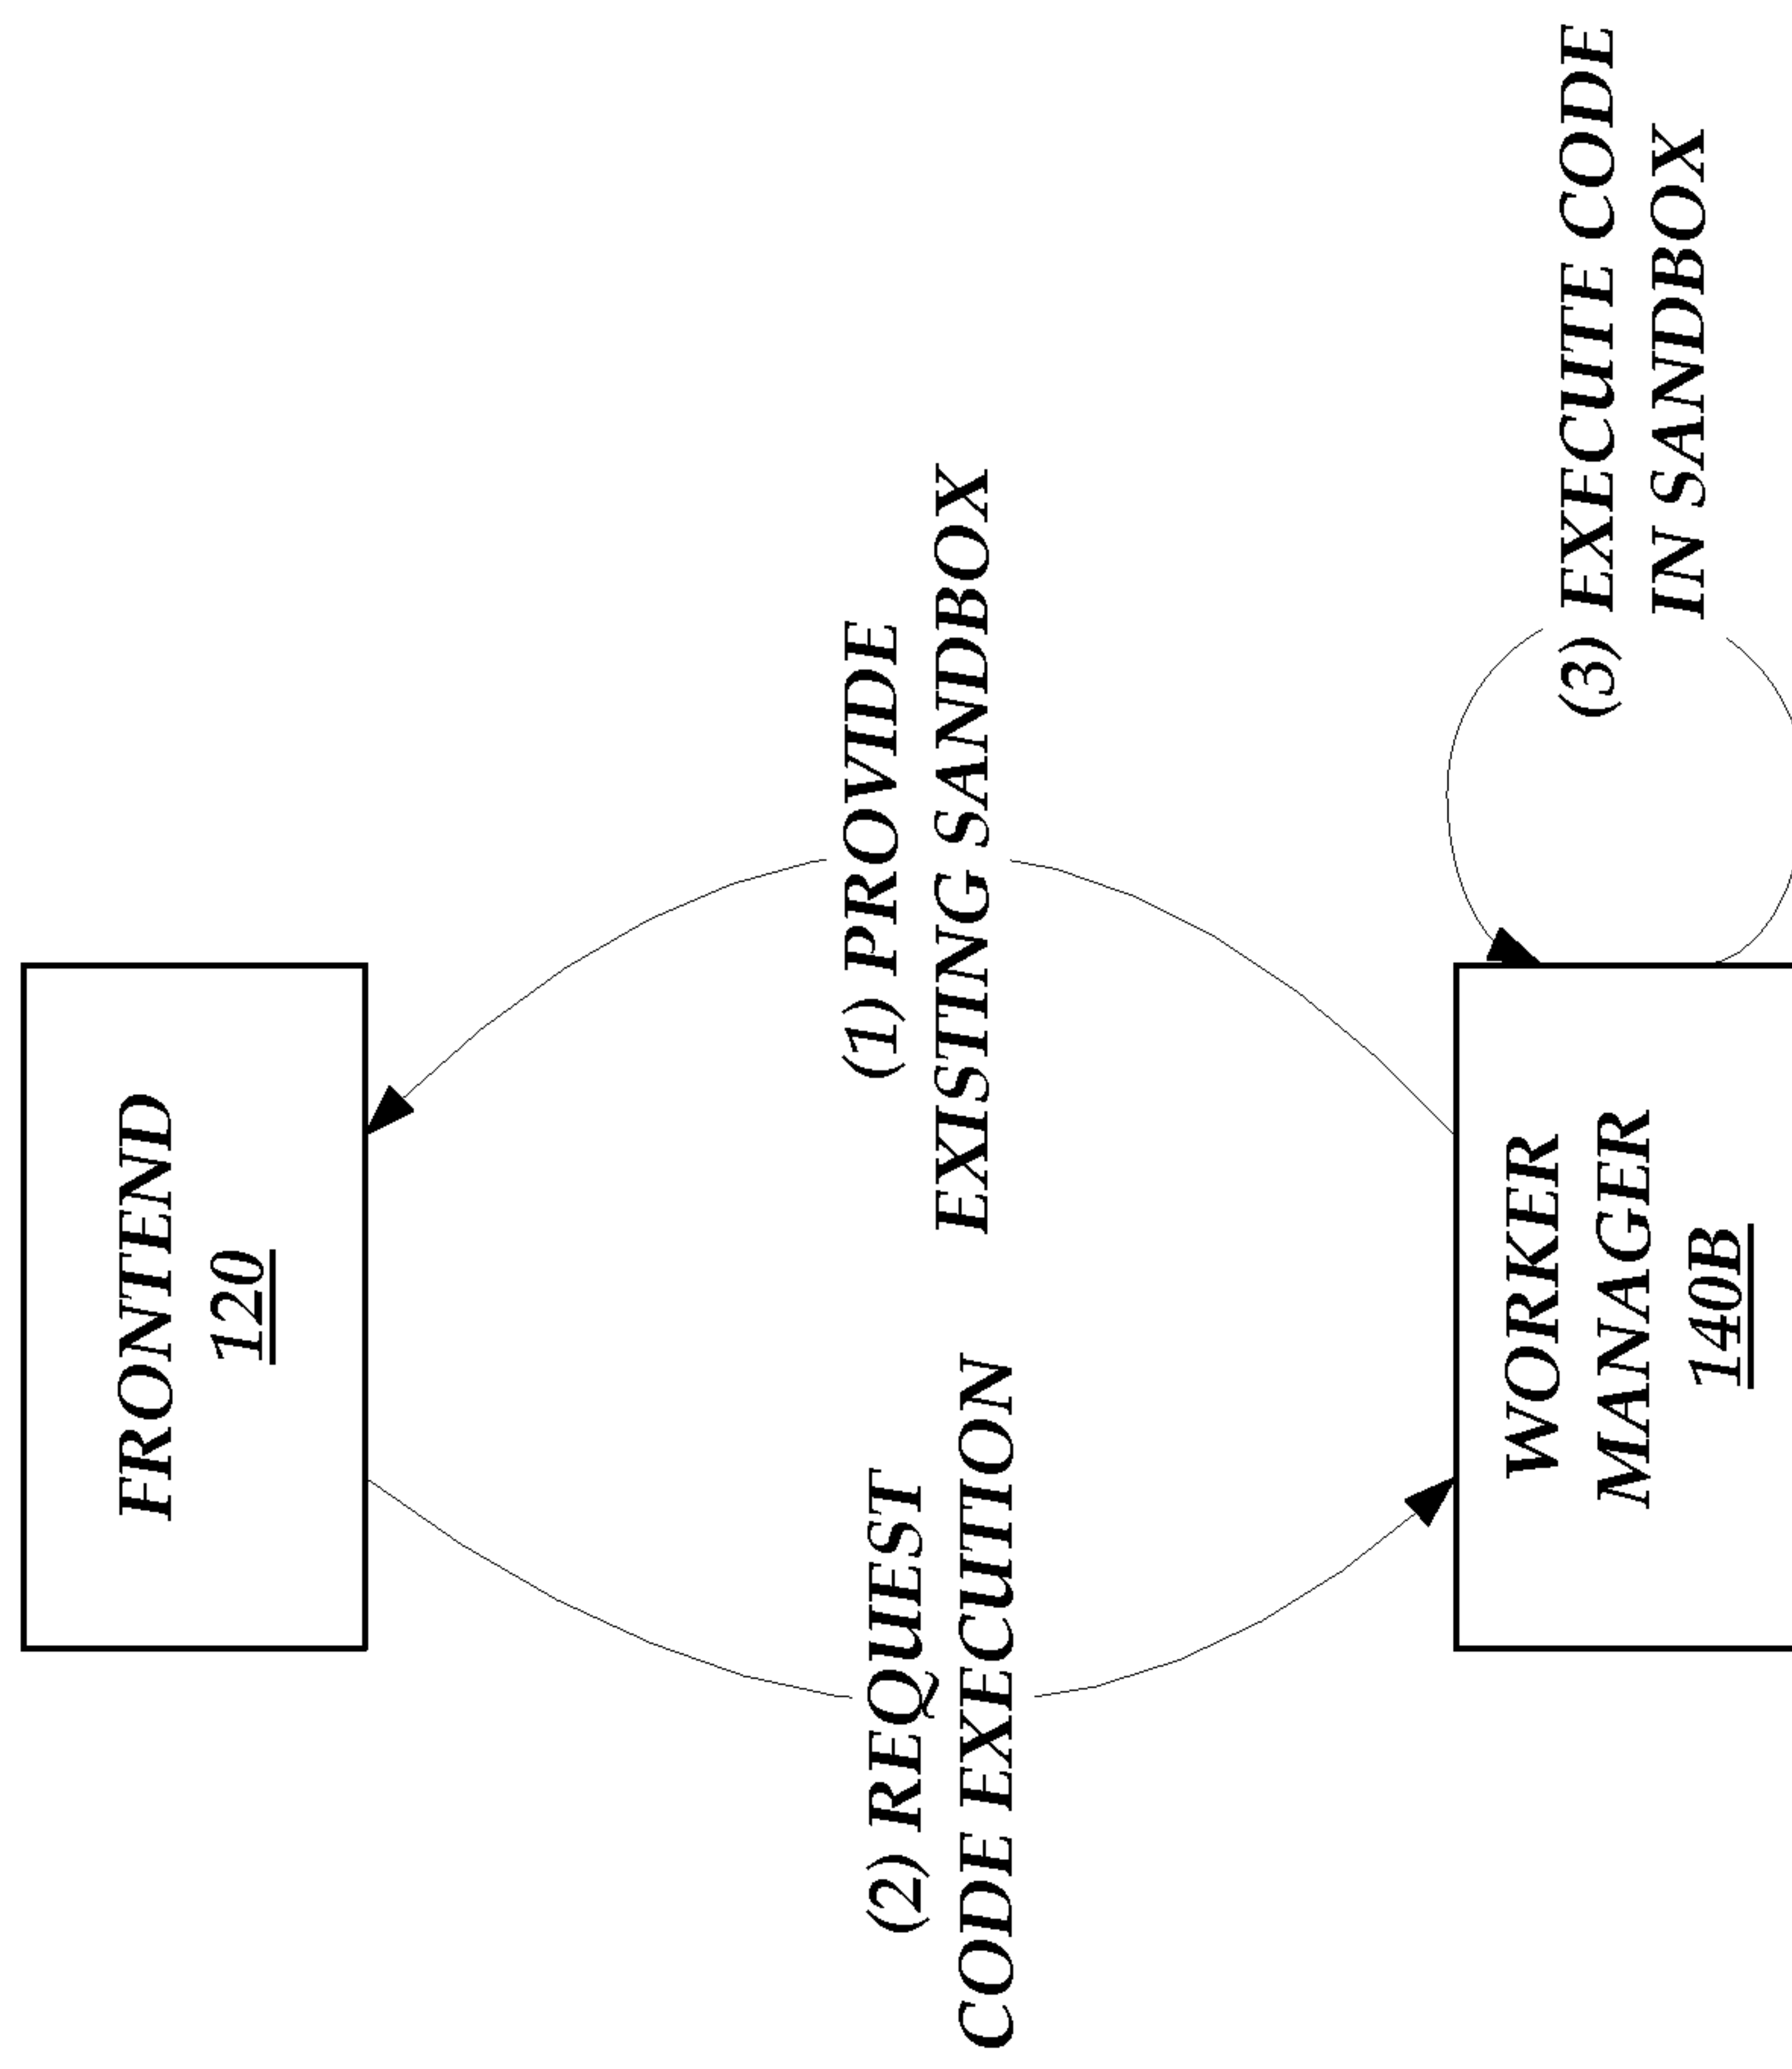 FRONTEND
120
(1) PROVIDE
EXISTING SANDBOX
(2) REQUEST
CODE EXECUTION
(3) EXECUTE CODE
IN SANDBOX
WORKER
MANAGER
140B